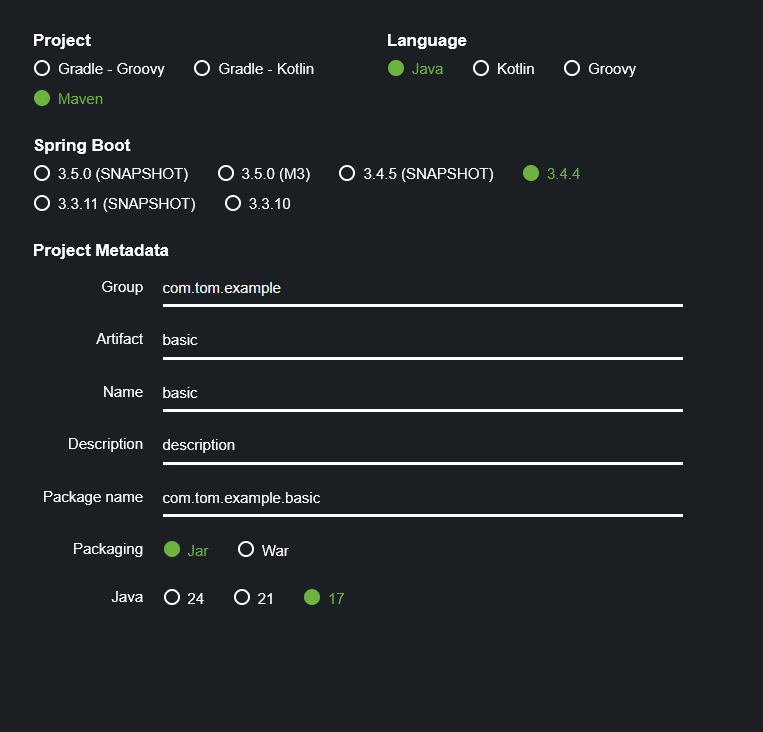 Project
Gradle - Groovy Gradle - Kotlin
Maven
Language
Java Kotlin Groovy
Spring Boot
3.5.0 (SNAPSHOT) 3.5.0 (M3) 3.4.5 (SNAPSHOT) 3.4.4
3.3.11 (SNAPSHOT) 3.3.10
Project Metadata
Group com.tom.example
Artifact basic
Name basic
Description description
Package name com.tom.example.basic
Packaging Jar War
Java 24 21 17